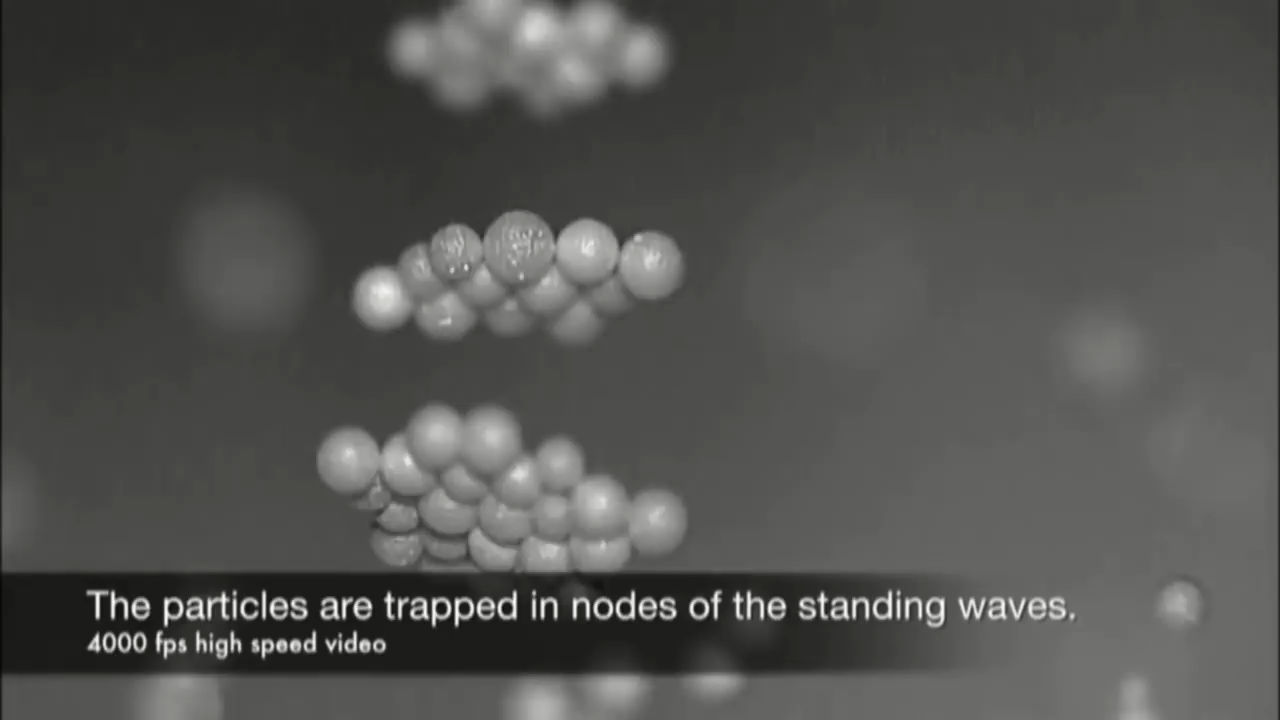 The particles are trapped in nodes of the standing waves.
4000 fps high speed video